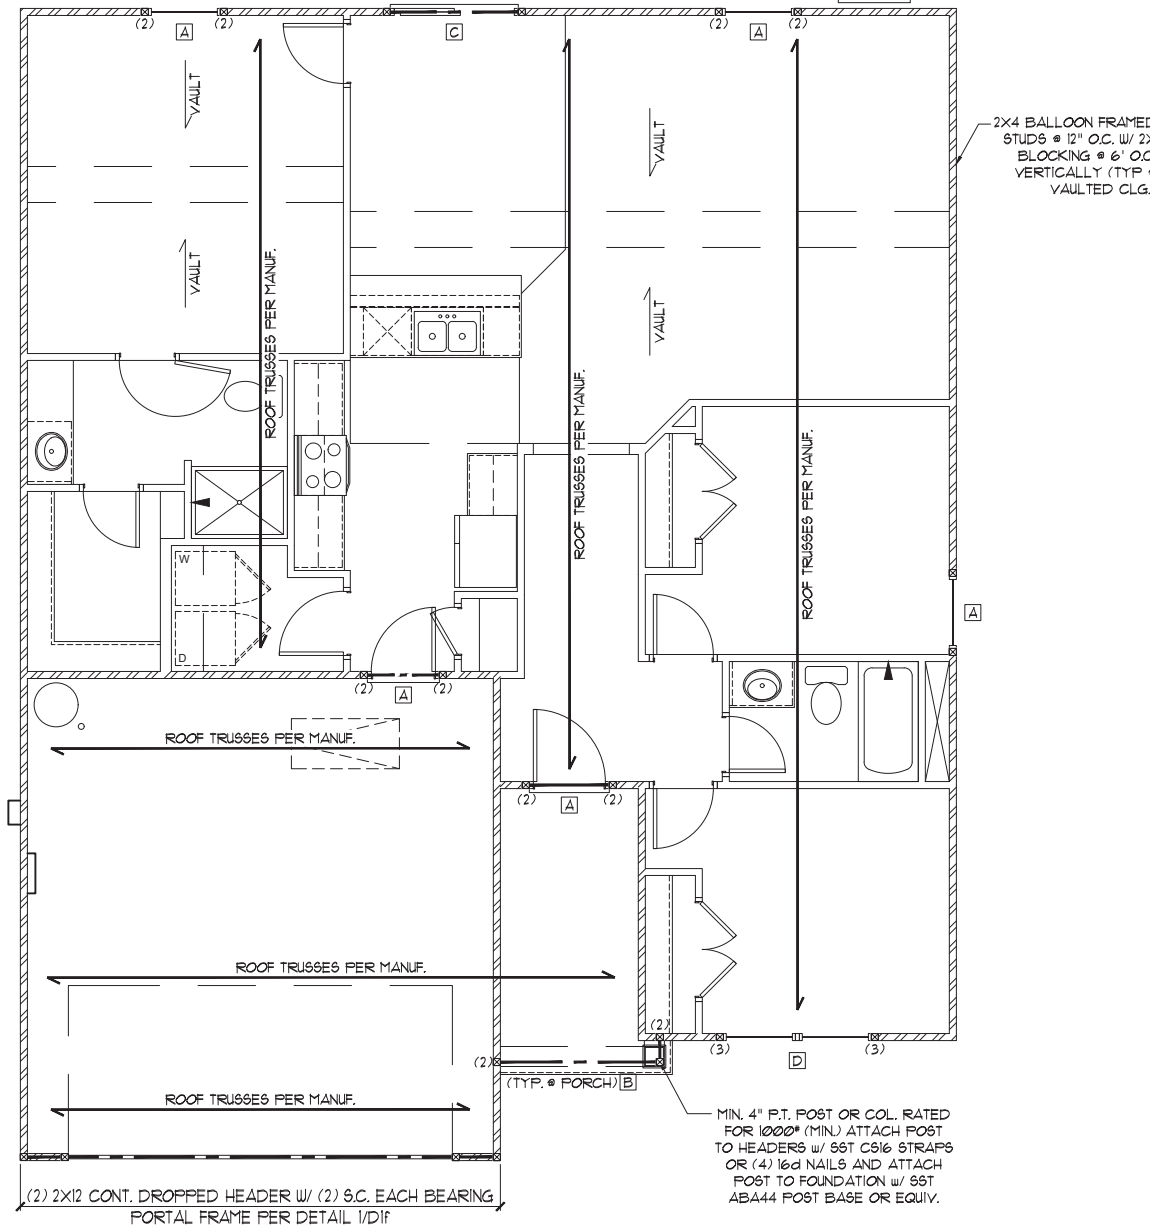 (2)
(2)
A
C
(2)
(2)
A
VAULT
VAULT
2X4 BALLOON FRAMED
STUDS @ 12" O.C. W/ 2X
BLOCKING @ 6' O.C
VERTICALLY (TYP
VAULTED CLG.
VAULT
VAULT
ROOF TRUSSES PER MANUF.
ROOF TRUSSES PER MANUF.
ROOF TRUSSES PER MANUF.
W
D
A
(2)
(2)
A
ROOF TRUSSES PER MANUF.
(2)
(2)
A
ROOF TRUSSES PER MANUF.
(2)
(2)
(3)
(3)
D
(TYP. @ PORCH) B
ROOF TRUSSES PER MANUF.
MIN. 4" P.T. POST OR COL. RATED
FOR 1000# (MIN.) ATTACH POST
TO HEADERS w/ SST CS16 STRAPS
OR (4) 16d NAILS AND ATTACH
POST TO FOUNDATION w/ SST
ABA44 POST BASE OR EQUIV.
(2) 2X12 CONT. DROPPED HEADER W/ (2) S.C. EACH BEARING
PORTAL FRAME PER DETAIL 1/D1f